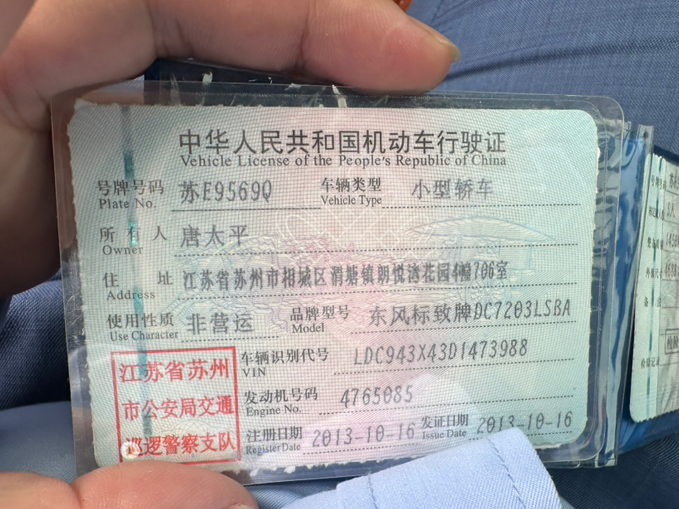 中华人民共和国机动车行驶证
Vehicle License of the People's Republic of China
号牌号码 苏E9569Q 车辆类型 小型轿车
Plate No. Vehicle Type
所有人 唐太平
Owner
住址 江苏省苏州市相城区渭塘镇朗悦湾花园4幢706室
Address
使用性质 非营运 品牌型号 东风标致牌DC7203LSBA
Use Character Model
车辆识别代号 LDC943X43D1473988
VIN
发动机号码 4765085
Engine No.
注册日期 2013-10-16 发证日期 2013-10-16
Register Date Issue Date
江苏省苏州
市公安局交通
巡逻警察支队